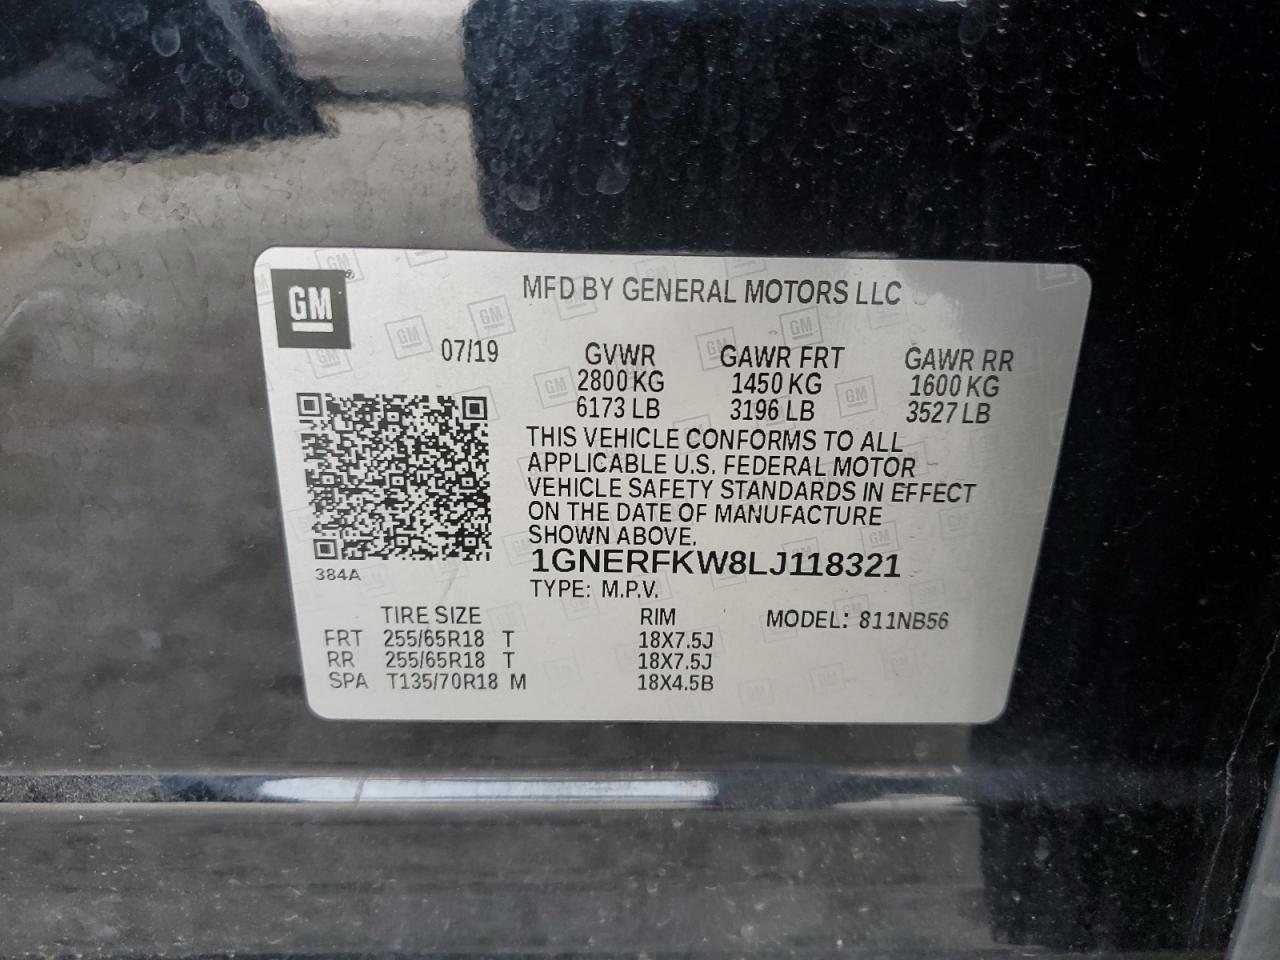 GM
MFD BY GENERAL MOTORS LLC
07/19 GVWR GAWR FRT GAWR RR
2800 KG 1450 KG 1600 KG
6173 LB 3196 LB 3527 LB
THIS VEHICLE CONFORMS TO ALL
APPLICABLE U.S. FEDERAL MOTOR
VEHICLE SAFETY STANDARDS IN EFFECT
ON THE DATE OF MANUFACTURE
SHOWN ABOVE.
1GNERFKW8LJ118321
384A
TYPE: M.P.V.
TIRE SIZE RIM MODEL: 811NB56
FRT 255/65R18 T 18X7.5J
RR 255/65R18 T 18X7.5J
SPA T135/70R18 M 18X4.5B